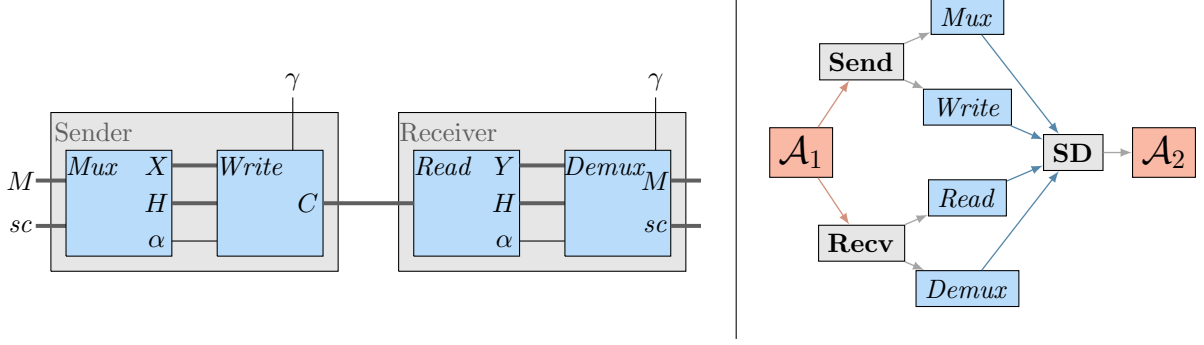 γ γ
Sender Receiver
Mux X Write Read Y Demux
M H C H M
sc α α sc
Mux
Send
Write
𝒜₁ SD 𝒜₂
Read
Recv
Demux